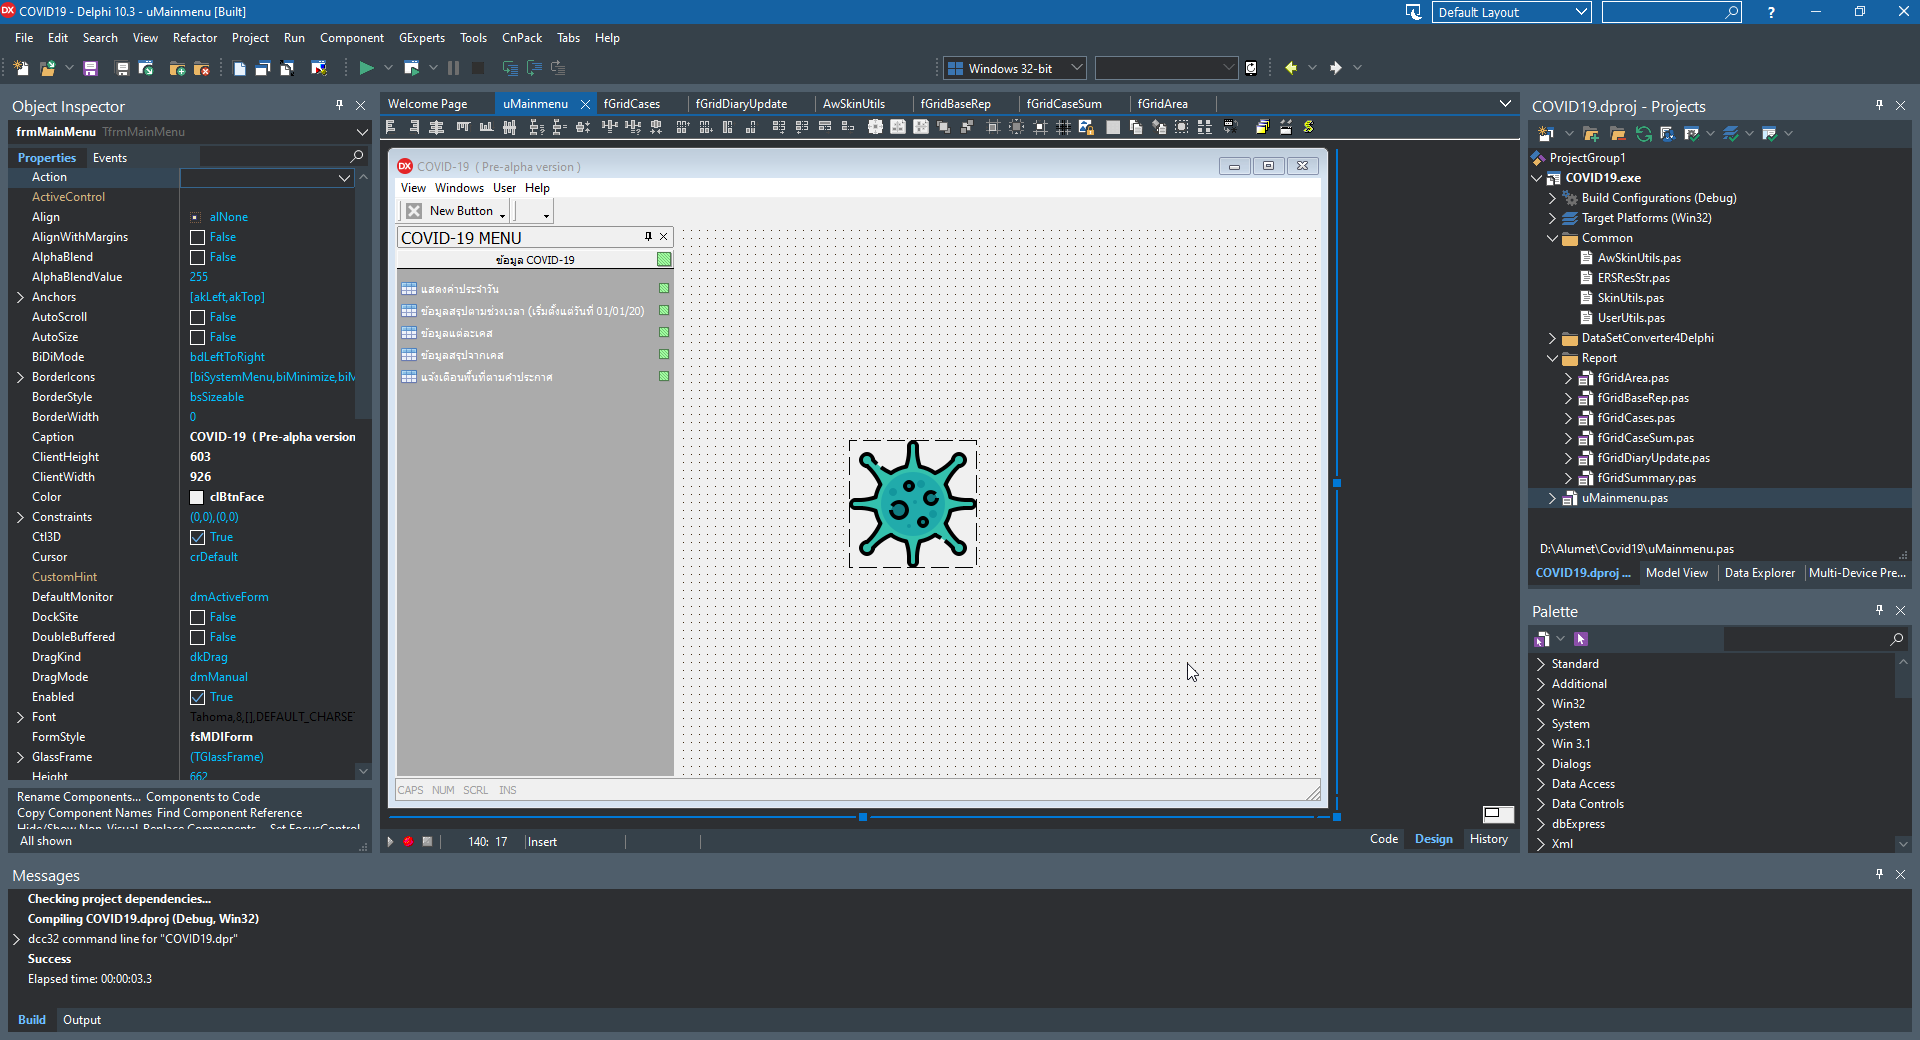 COVID19 - Delphi 10.3 - uMainmenu [Built]
Default Layout
?
File Edit Search View Refactor Project Run Component GExperts Tools CnPack Tabs Help
Windows 32-bit
Object Inspector
frmMainMenu TfrmMainMenu
Properties Events
Action
ActiveControl
Align alNone
AlignWithMargins False
AlphaBlend False
AlphaBlendValue 255
Anchors [akLeft,akTop]
AutoScroll False
AutoSize False
BiDiMode bdLeftToRight
BorderIcons [biSystemMenu,biMinimize,biM
BorderStyle bsSizeable
BorderWidth 0
Caption COVID-19 ( Pre-alpha version
ClientHeight 603
ClientWidth 926
Color clBtnFace
Constraints (0,0),(0,0)
Ctl3D True
Cursor crDefault
CustomHint
DefaultMonitor dmActiveForm
DockSite False
DoubleBuffered False
DragKind dkDrag
DragMode dmManual
Enabled True
Font Tahoma,8,[],DEFAULT_CHARSET
FormStyle fsMDIForm
GlassFrame (TGlassFrame)
Height 662
Rename Components... Components to Code
Copy Component Names Find Component Reference
Hide/Show Non-Visual Replace Components... Set FocusControl
All shown
Welcome Page uMainmenu fGridCases fGridDiaryUpdate AwSkinUtils fGridBaseRep fGridCaseSum fGridArea
COVID-19 ( Pre-alpha version )
View Windows User Help
New Button
COVID-19 MENU
ข้อมูล COVID-19
แสดงค่าประจำวัน
ข้อมูลสรุปตามช่วงเวลา (เริ่มตั้งแต่วันที่ 01/01/20)
ข้อมูลแต่ละเคส
ข้อมูลสรุปจากเคส
แจ้งเตือนพื้นที่ตามคำประกาศ
CAPS NUM SCRL INS
140: 17 Insert
Code Design History
COVID19.dproj - Projects
ProjectGroup1
COVID19.exe
Build Configurations (Debug)
Target Platforms (Win32)
Common
AwSkinUtils.pas
ERSResStr.pas
SkinUtils.pas
UserUtils.pas
DataSetConverter4Delphi
Report
fGridArea.pas
fGridBaseRep.pas
fGridCases.pas
fGridCaseSum.pas
fGridDiaryUpdate.pas
fGridSummary.pas
uMainmenu.pas
D:\Alumet\Covid19\uMainmenu.pas
COVID19.dproj ... Model View Data Explorer Multi-Device Pre...
Palette
Standard
Additional
Win32
System
Win 3.1
Dialogs
Data Access
Data Controls
dbExpress
Xml
Messages
Checking project dependencies...
Compiling COVID19.dproj (Debug, Win32)
dcc32 command line for "COVID19.dpr"
Success
Elapsed time: 00:00:03.3
Build Output